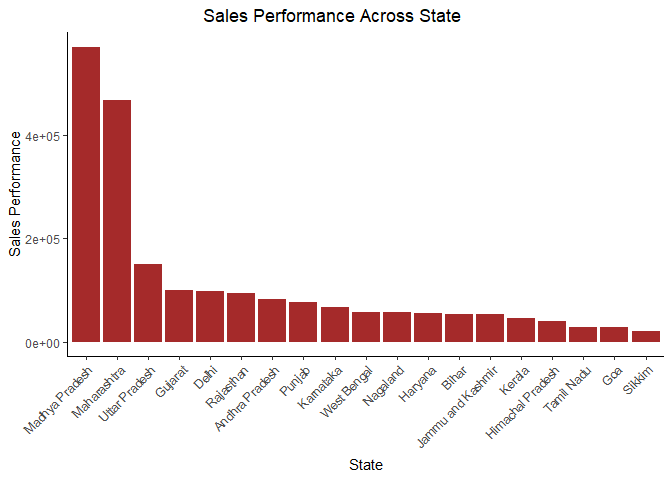 Sales Performance Across State
Sales Performance
4e+05
2e+05
0e+00
Madhya Pradesh
Maharashtra
Uttar Pradesh
Gujarat
Delhi
Rajasthan
Andhra Pradesh
Punjab
Karnataka
West Bengal
Nagaland
Haryana
Bihar
Jammu and Kashmir
Kerala
Himachal Pradesh
Tamil Nadu
Goa
Sikkim
State